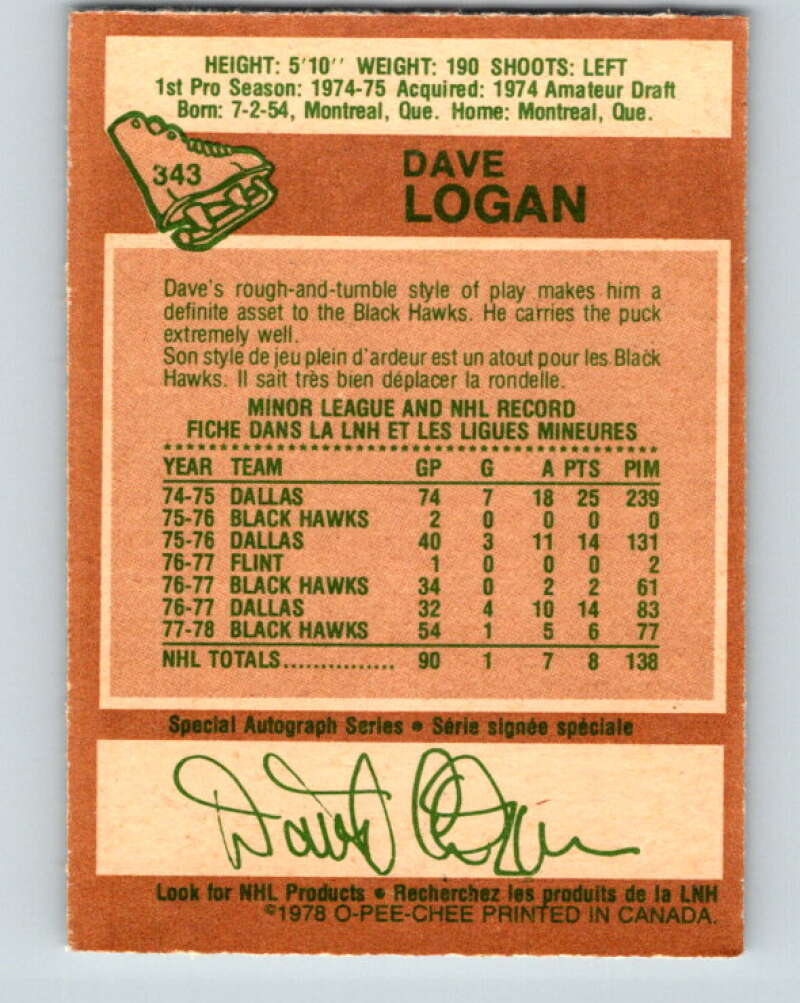 HEIGHT: 5'10'' WEIGHT: 190 SHOOTS: LEFT
1st Pro Season: 1974-75 Acquired: 1974 Amateur Draft
Born: 7-2-54, Montreal, Que. Home: Montreal, Que.
343
DAVE
LOGAN
Dave's rough-and-tumble style of play makes him a
definite asset to the Black Hawks. He carries the puck
extremely well.
Son style de jeu plein d'ardeur est un atout pour les Black
Hawks. Il sait très bien déplacer la rondelle.
MINOR LEAGUE AND NHL RECORD
FICHE DANS LA LNH ET LES LIGUES MINEURES
YEAR TEAM GP G A PTS PIM
74-75 DALLAS 74 7 18 25 239
75-76 BLACK HAWKS 2 0 0 0 0
75-76 DALLAS 40 3 11 14 131
76-77 FLINT 1 0 0 0 2
76-77 BLACK HAWKS 34 0 2 2 61
76-77 DALLAS 32 4 10 14 83
77-78 BLACK HAWKS 54 1 5 6 77
NHL TOTALS............... 90 1 7 8 138
Special Autograph Series • Série signée spéciale
David Logan
Look for NHL Products • Recherchez les produits de la LNH
©1978 O-PEE-CHEE PRINTED IN CANADA.